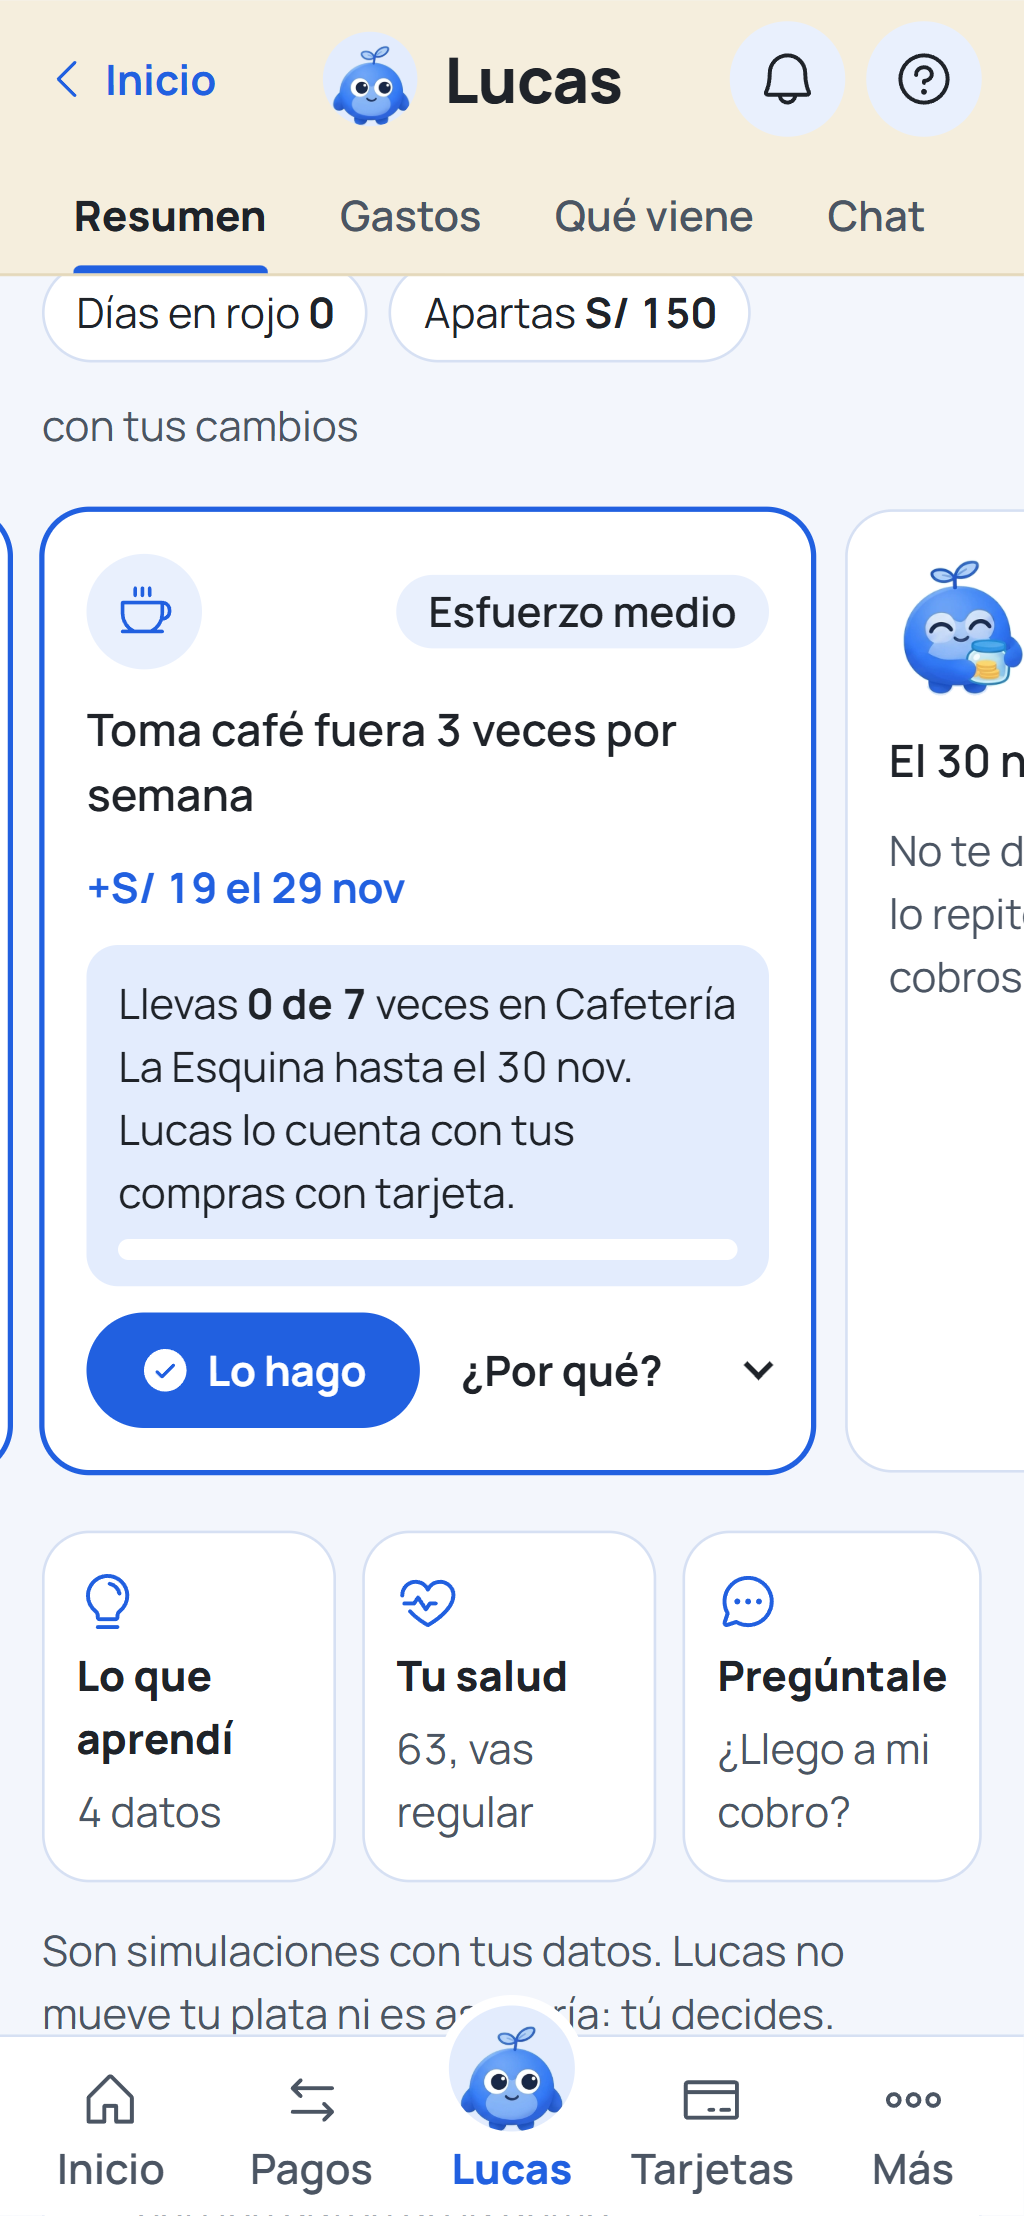 Inicio
Lucas
Resumen
Gastos
Qué viene
Chat
Días en rojo 0
Apartas S/ 150
con tus cambios
Esfuerzo medio
Toma café fuera 3 veces por
semana
+S/ 19 el 29 nov
Llevas 0 de 7 veces en Cafetería
La Esquina hasta el 30 nov.
Lucas lo cuenta con tus
compras con tarjeta.
Lo hago
¿Por qué?
El 30 n
No te d
lo repit
cobros
Lo que
aprendí
4 datos
Tu salud
63, vas
regular
Pregúntale
¿Llego a mi
cobro?
Son simulaciones con tus datos. Lucas no
mueve tu plata ni es as ría: tú decides.
Inicio
Pagos
Lucas
Tarjetas
Más